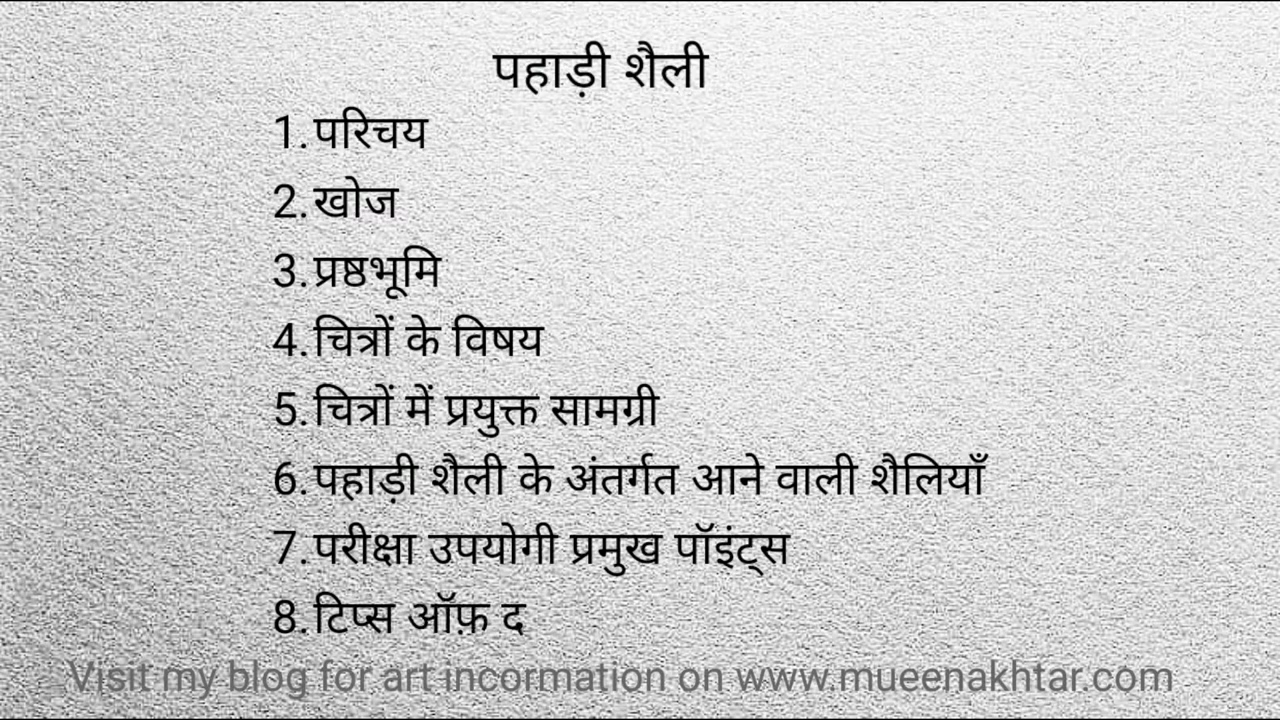 पहाड़ी शैली
1. परिचय
2. खोज
3. प्रष्ठभूमि
4. चित्रों के विषय
5. चित्रों में प्रयुक्त सामग्री
6. पहाड़ी शैली के अंतर्गत आने वाली शैलियाँ
7. परीक्षा उपयोगी प्रमुख पॉइंट्स
8. टिप्स ऑफ़ द
Visit my blog for art incormation on www.mueenakhtar.com